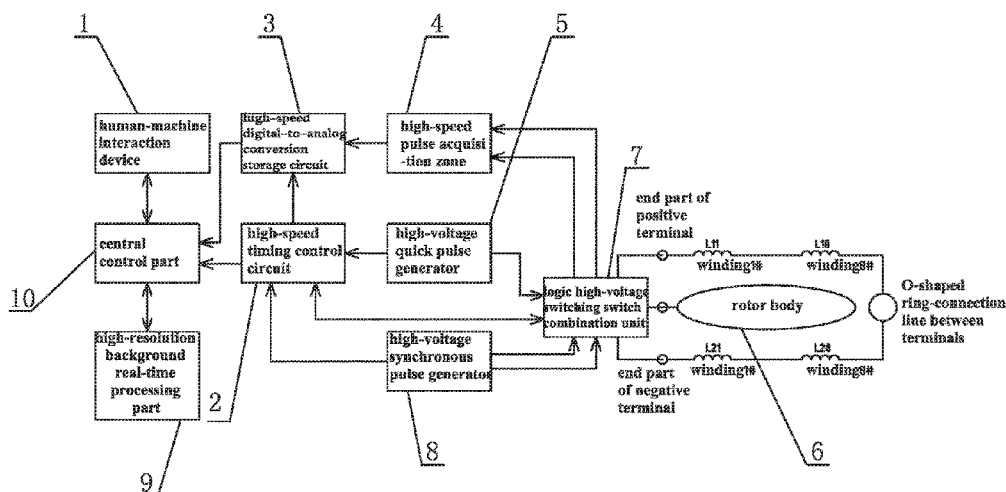 1
3
4
5
human-machine
interaction
device
high-speed
digital-to-analog
conversion
storage circuit
high-speed
pulse acquisi
-tion zone
7
end part of
positive
terminal
central
control part
high-speed
timing control
circuit
high-voltage
quick pulse
generator
L11
winding1#
L18
winding8#
10
logic high-voltage
switching switch
combination unit
rotor body
O-shaped
ring-connection
line between
terminals
high-resolution
background
real-time
processing
part
high-voltage
synchronous
pulse generator
end part
of negative
terminal
L21
winding1#
L28
winding8#
2
8
6
9